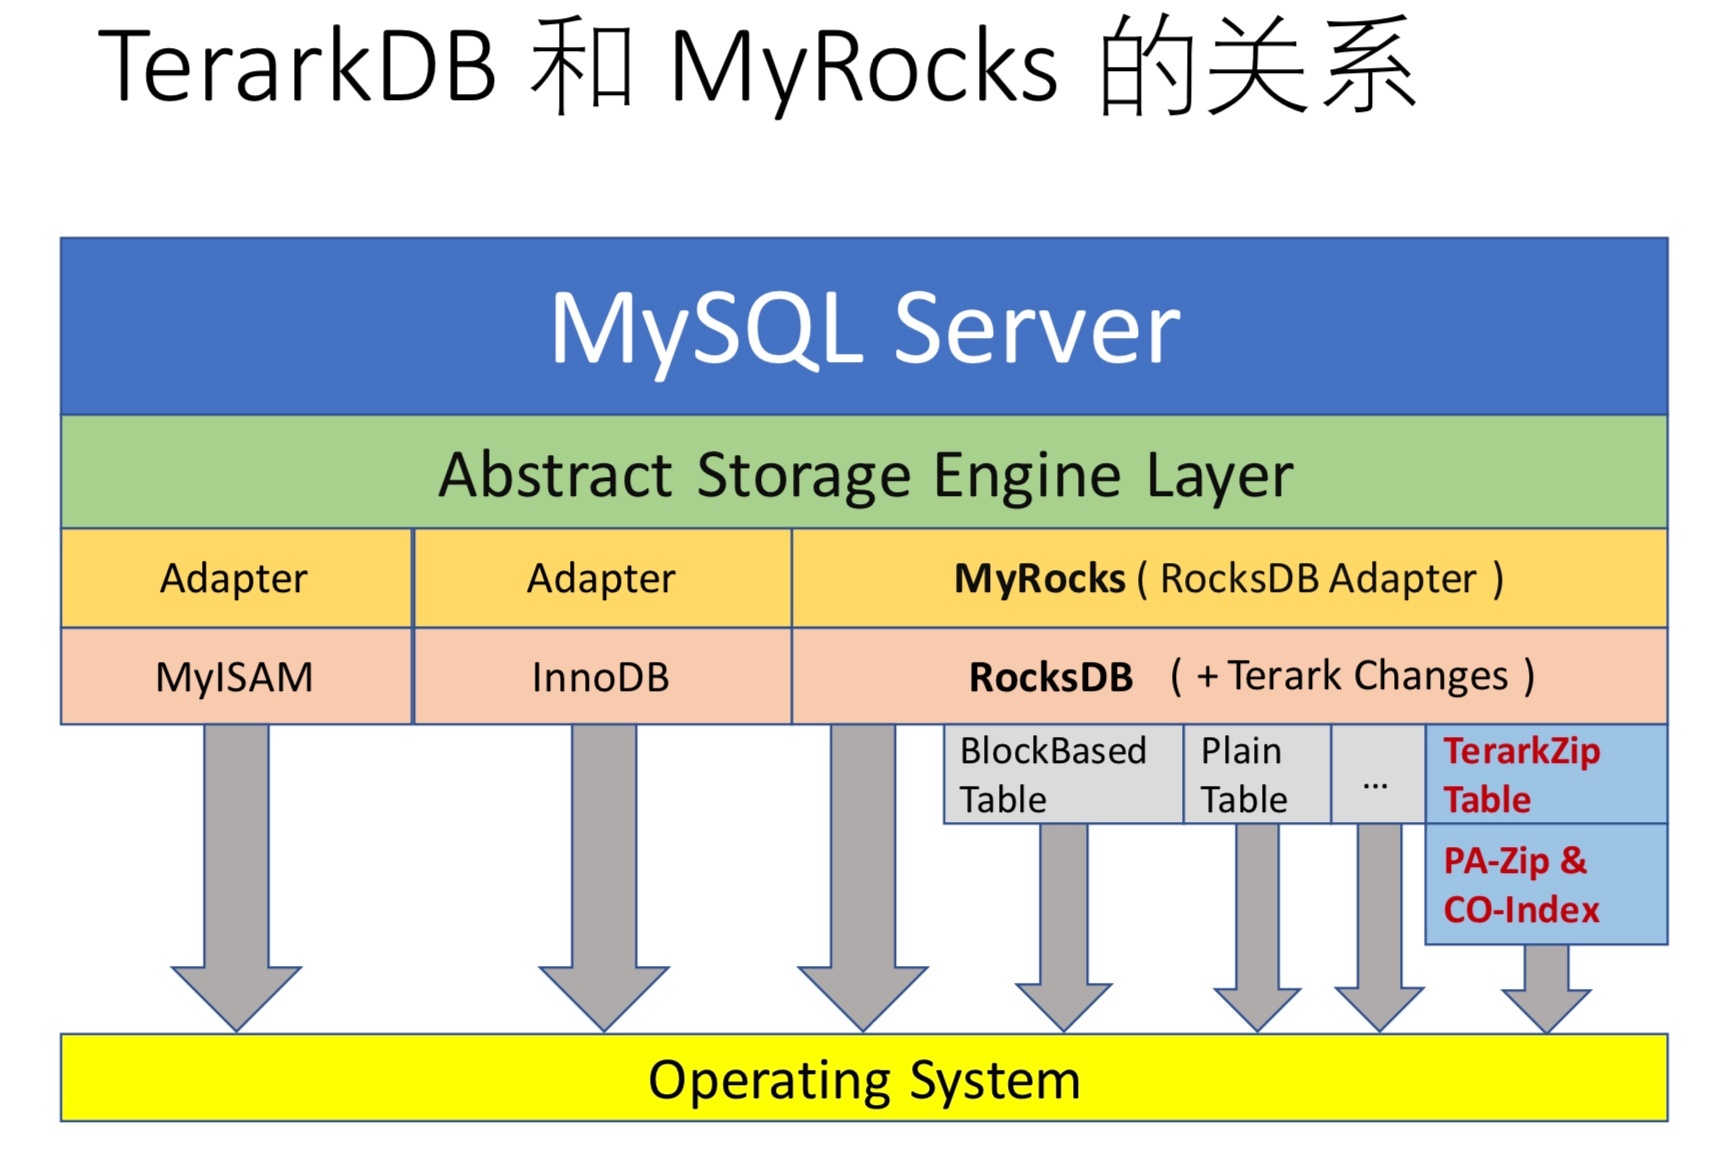 TerarkDB 和 MyRocks 的关系
MySQL Server
Abstract Storage Engine Layer
Adapter
Adapter
MyRocks ( RocksDB Adapter )
MyISAM
InnoDB
RocksDB ( + Terark Changes )
BlockBased
Table
Plain
Table
...
TerarkZip
Table
PA-Zip &
CO-Index
Operating System